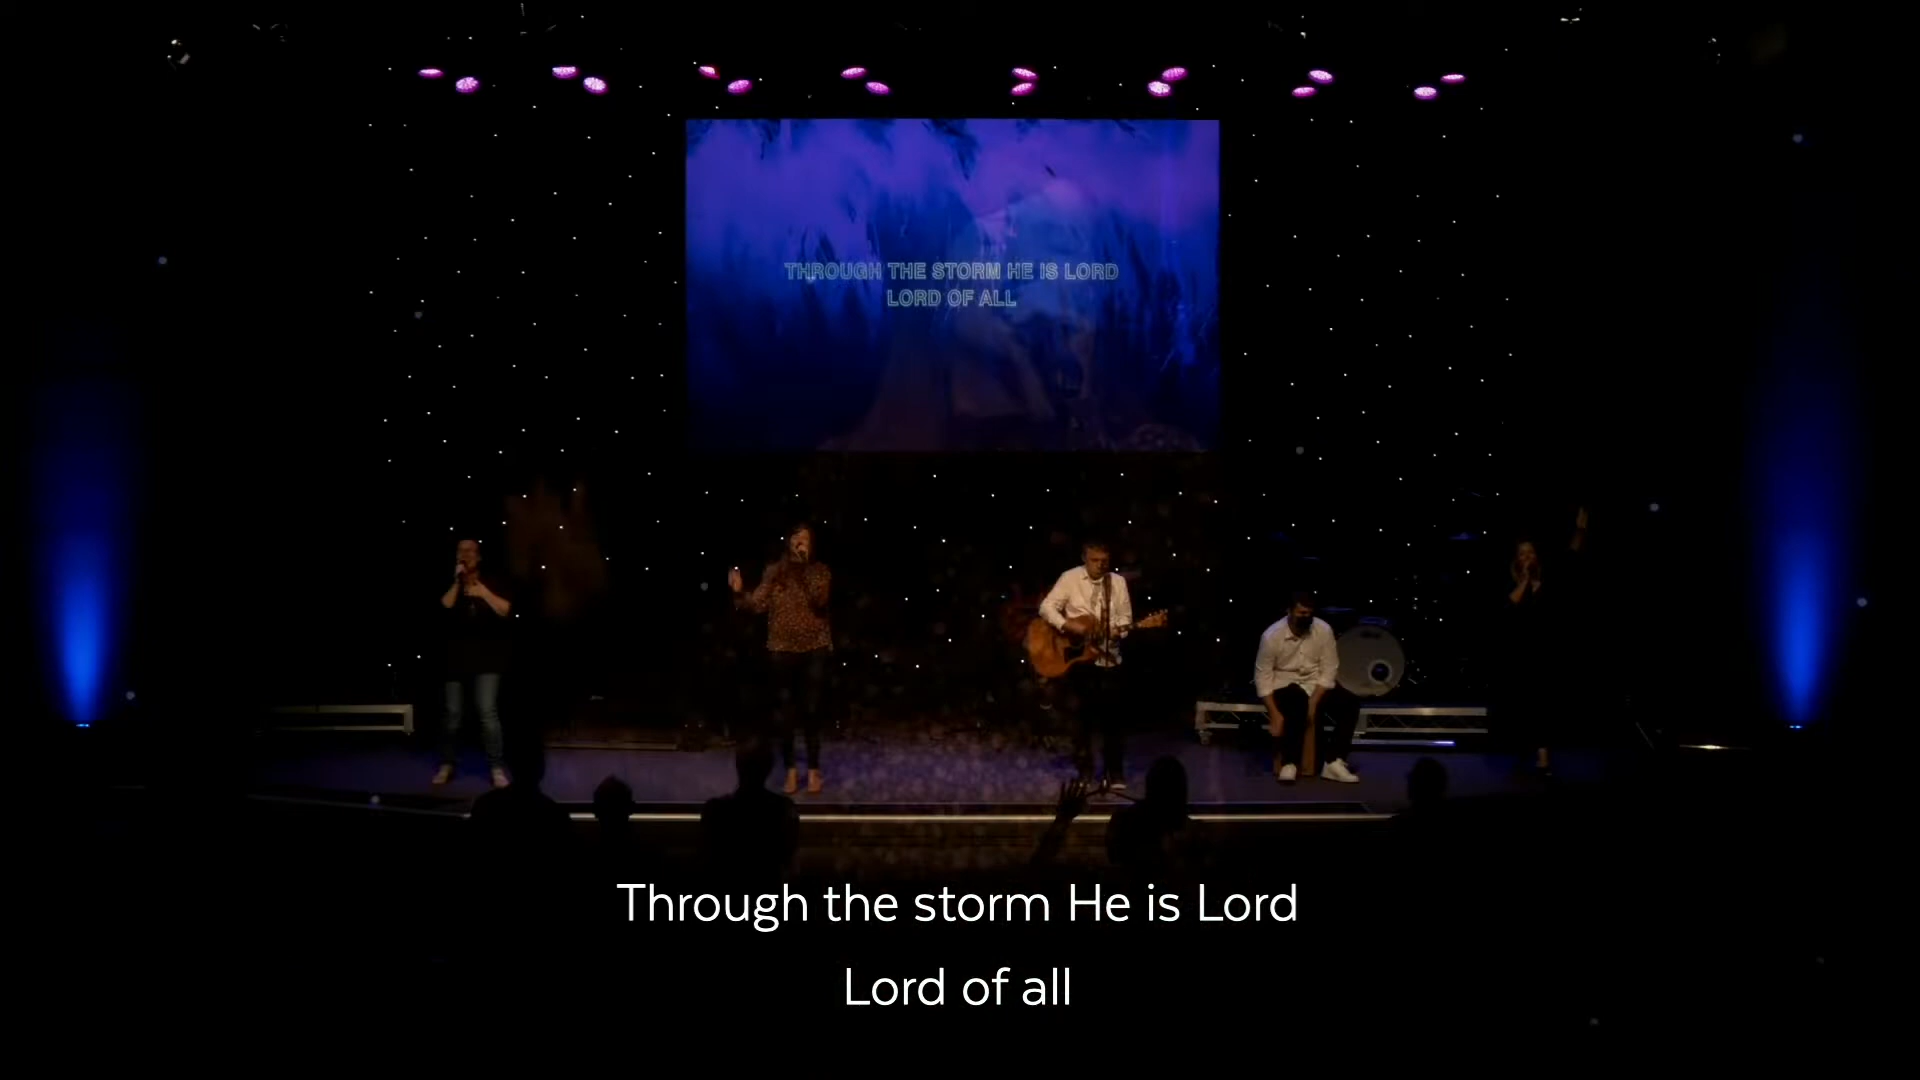 THROUGH THE STORM HE IS LORD
LORD OF ALL
Through the storm He is Lord
Lord of all